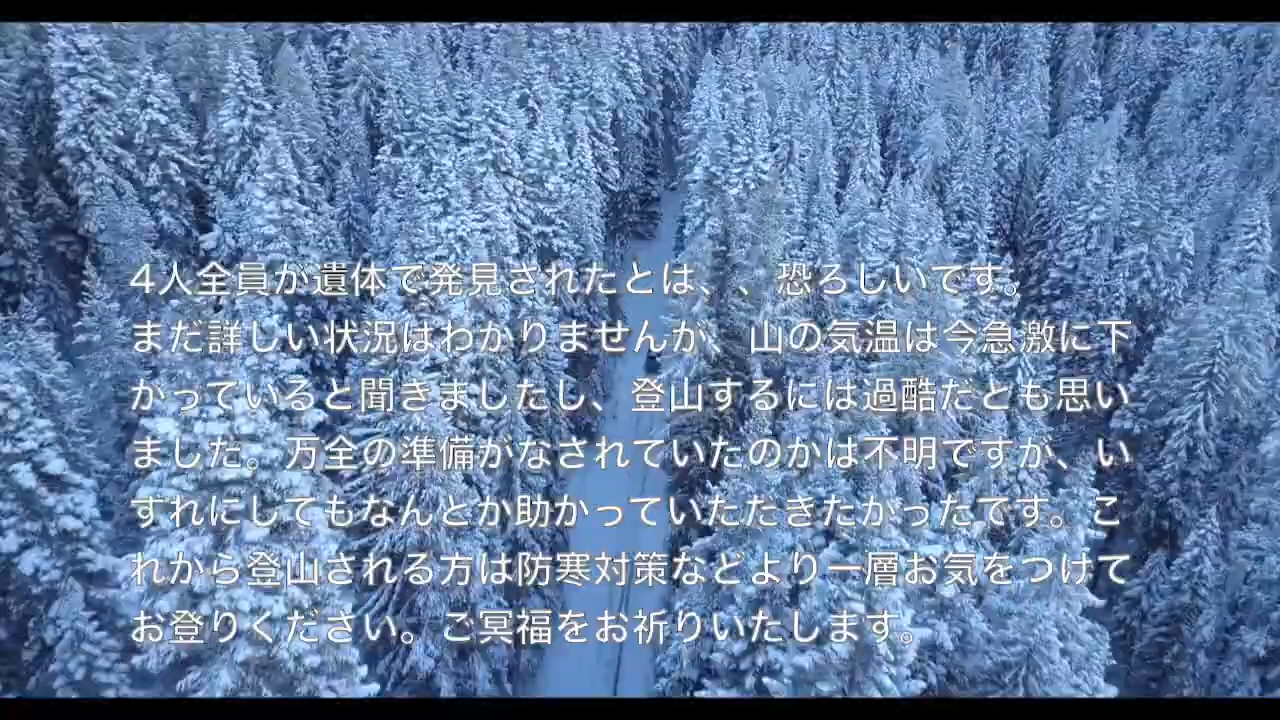 4人全員が遺体で発見されたとは、、恐ろしいです。
まだ詳しい状況はわかりませんが、山の気温は今急激に下
かっていると聞きましたし、登山するには過酷だとも思い
ました。万全の準備がなされていたのかは不明ですが、い
ずれにしてもなんとか助かっていただきたかったです。こ
れから登山される方は防寒対策などより一層お気をつけて
お登りください。ご冥福をお祈りいたします。